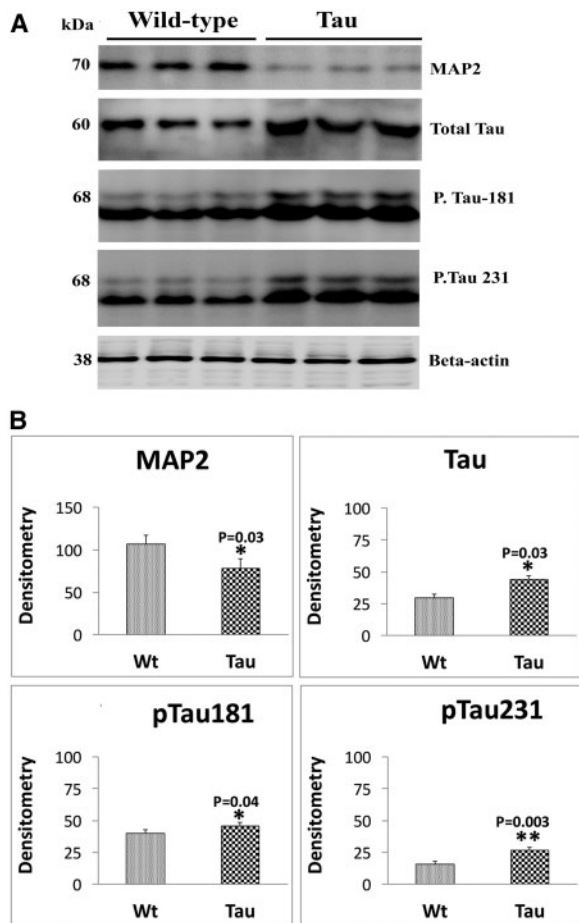 A
kDa
Wild-type Tau
70 MAP2
60 Total Tau
68 P. Tau-181
68 P.Tau 231
38 Beta-actin
B
MAP2
Densitometry
150
100
50
0
P=0.03
*
Wt Tau
Tau
Densitometry
100
75
50
25
0
P=0.03
*
Wt Tau
pTau181
Densitometry
100
75
50
25
0
P=0.04
*
Wt Tau
pTau231
Densitometry
100
75
50
25
0
P=0.003
**
Wt Tau